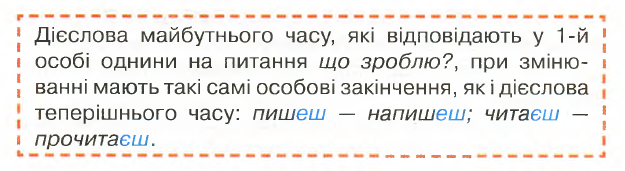 Дієслова майбутнього часу, які відповідають у 1-й
особі однини на питання що зроблю?, при зміню-
ванні мають такі самі особові закінчення, як і дієслова
теперішнього часу: пишеш — напишеш; читаєш —
прочитаєш.